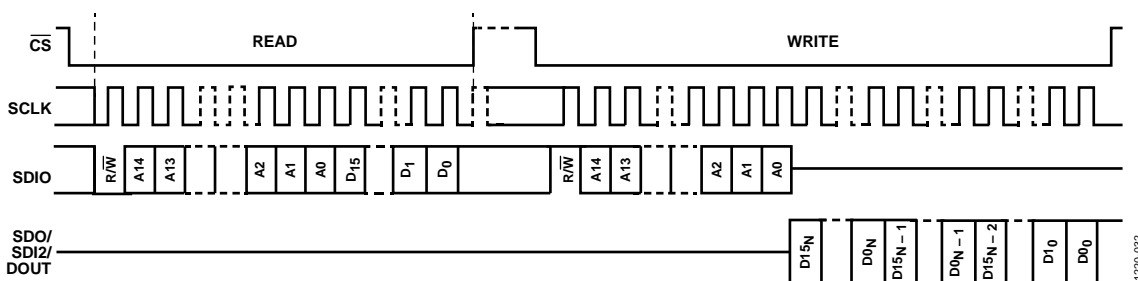 CS READ WRITE
SCLK
SDIO R/W A14 A13 A2 A1 A0 D15 D1 D0 R/W A14 A13 A2 A1 A0
SDO/
SDI2/
DOUT D15N D0N D15N – 1 D0N – 1 D15N – 2 D10 D00